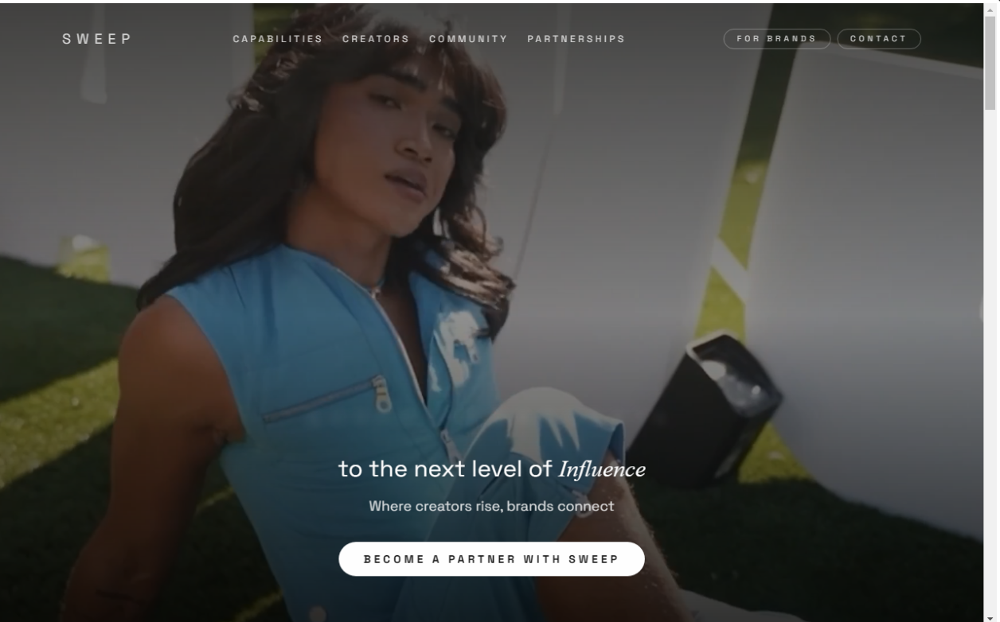 SWEEP
CAPABILITIES CREATORS COMMUNITY PARTNERSHIPS
FOR BRANDS CONTACT
to the next level of Influence
Where creators rise, brands connect
BECOME A PARTNER WITH SWEEP